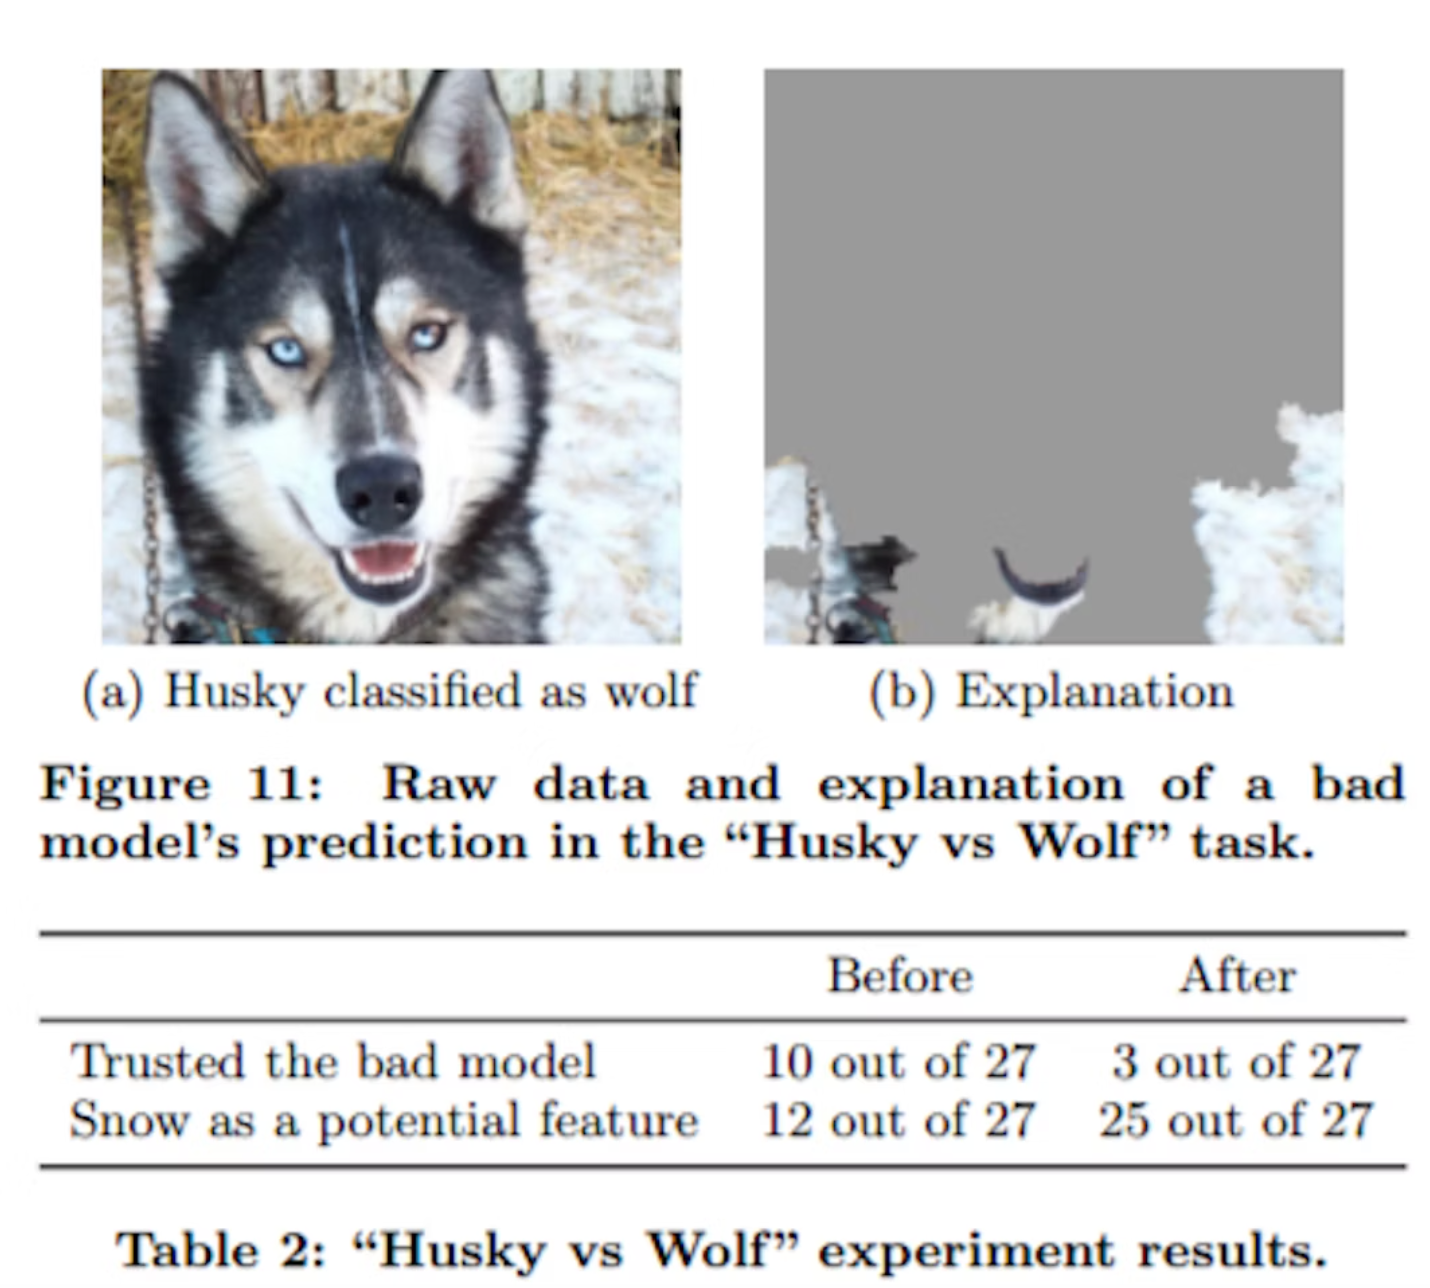 (a) Husky classified as wolf
(b) Explanation
Figure 11: Raw data and explanation of a bad
model's prediction in the “Husky vs Wolf” task.
Before After
Trusted the bad model 10 out of 27 3 out of 27
Snow as a potential feature 12 out of 27 25 out of 27
Table 2: “Husky vs Wolf” experiment results.